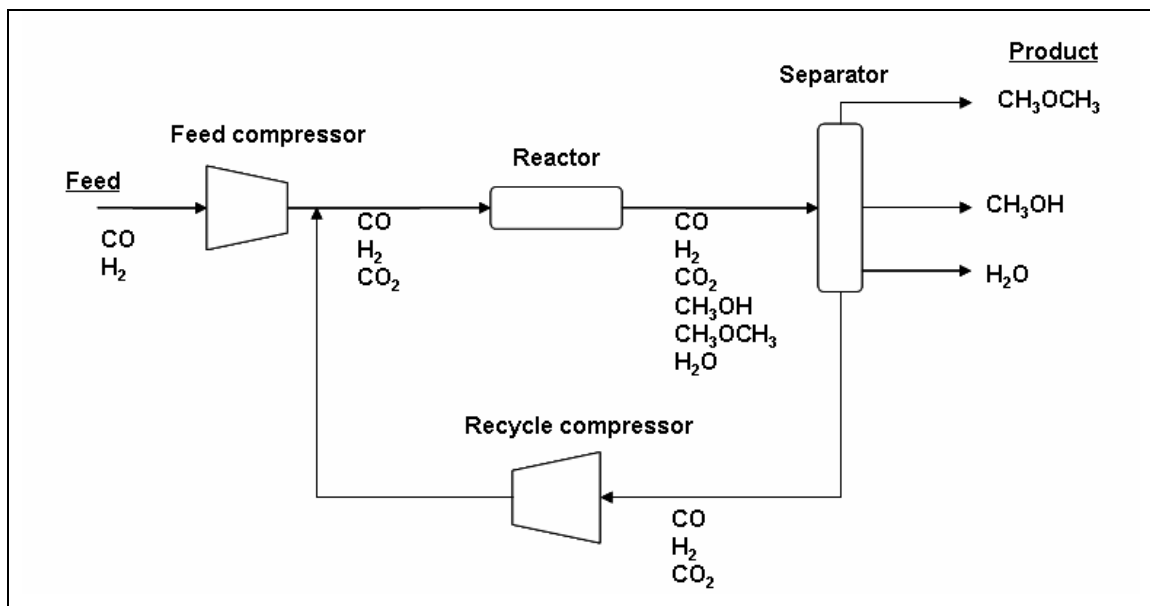 Product
Separator
CH₃OCH₃
Feed compressor
Reactor
Feed
CH₃OH
CO
H₂
CO
H₂
CO₂
CO
H₂
CO₂
CH₃OH
CH₃OCH₃
H₂O
H₂O
Recycle compressor
CO
H₂
CO₂